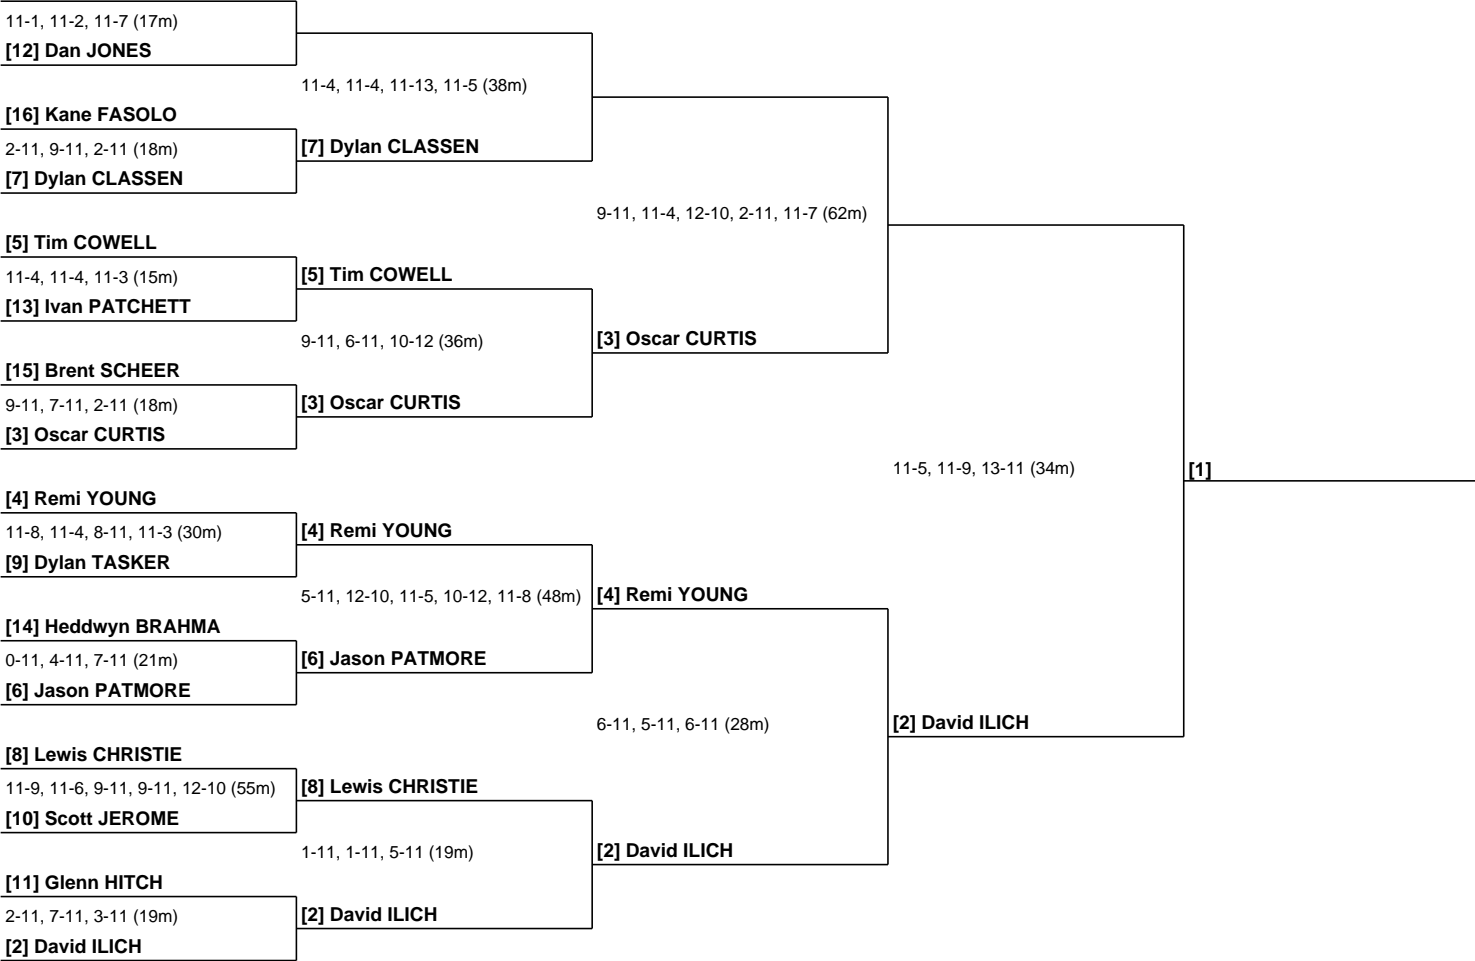 11-1, 11-2, 11-7 (17m)
[12] Dan JONES
11-4, 11-4, 11-13, 11-5 (38m)
[16] Kane FASOLO
2-11, 9-11, 2-11 (18m)
[7] Dylan CLASSEN
[7] Dylan CLASSEN
9-11, 11-4, 12-10, 2-11, 11-7 (62m)
[5] Tim COWELL
11-4, 11-4, 11-3 (15m)
[5] Tim COWELL
[13] Ivan PATCHETT
9-11, 6-11, 10-12 (36m)
[3] Oscar CURTIS
[15] Brent SCHEER
9-11, 7-11, 2-11 (18m)
[3] Oscar CURTIS
[3] Oscar CURTIS
11-5, 11-9, 13-11 (34m)
[1]
[4] Remi YOUNG
11-8, 11-4, 8-11, 11-3 (30m)
[4] Remi YOUNG
[9] Dylan TASKER
5-11, 12-10, 11-5, 10-12, 11-8 (48m)
[4] Remi YOUNG
[14] Heddwyn BRAHMA
0-11, 4-11, 7-11 (21m)
[6] Jason PATMORE
[6] Jason PATMORE
6-11, 5-11, 6-11 (28m)
[2] David ILICH
[8] Lewis CHRISTIE
11-9, 11-6, 9-11, 9-11, 12-10 (55m)
[8] Lewis CHRISTIE
[10] Scott JEROME
1-11, 1-11, 5-11 (19m)
[2] David ILICH
[11] Glenn HITCH
2-11, 7-11, 3-11 (19m)
[2] David ILICH
[2] David ILICH